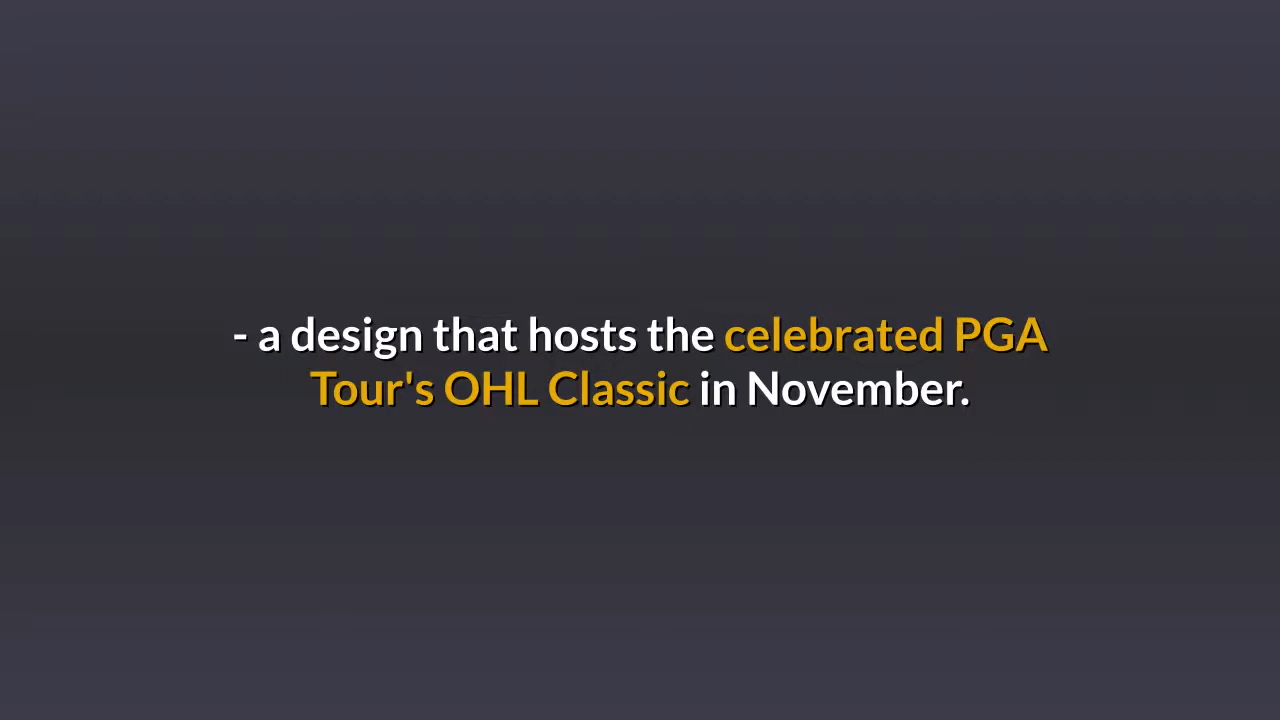 - a design that hosts the celebrated PGA
Tour's OHL Classic in November.